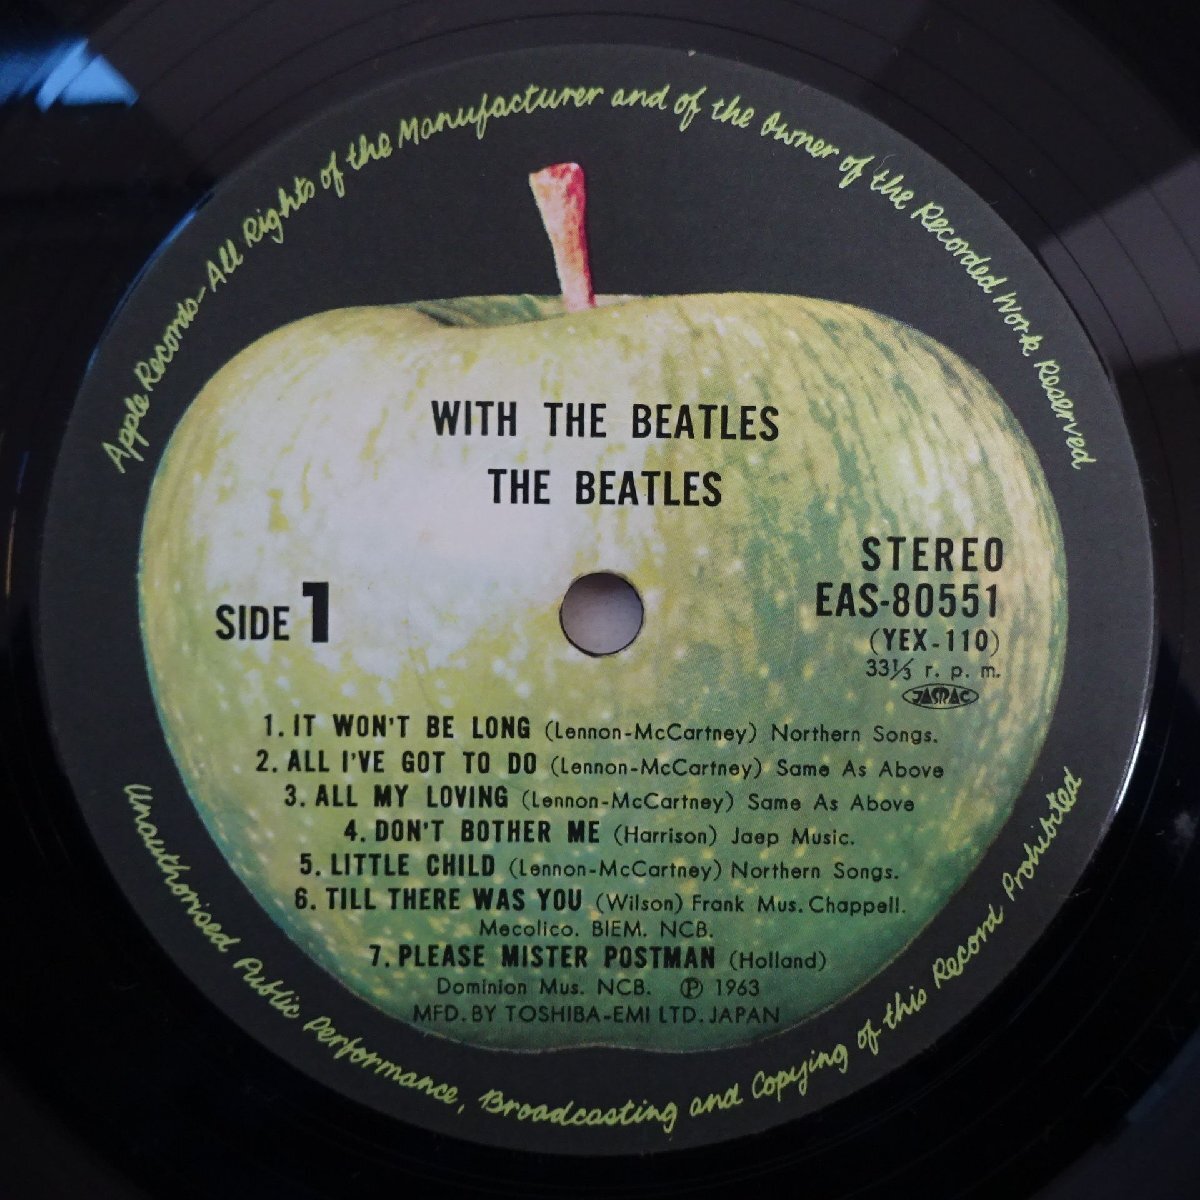 Apple Records-All Rights of the Manufacturer and of the Owner of the Recorded Work Reserved
WITH THE BEATLES
THE BEATLES
STEREO
EAS-80551
(YEX-110)
33⅓ r. p. m.
JASRAC
SIDE 1
1. IT WON'T BE LONG (Lennon-McCartney) Northern Songs.
2. ALL I'VE GOT TO DO (Lennon-McCartney) Same As Above
3. ALL MY LOVING (Lennon-McCartney) Same As Above
4. DON'T BOTHER ME (Harrison) Jaep Music.
5. LITTLE CHILD (Lennon-McCartney) Northern Songs.
6. TILL THERE WAS YOU (Wilson) Frank Mus. Chappell.
Mecolico. BIEM. NCB.
7. PLEASE MISTER POSTMAN (Holland)
Dominion Mus. NCB. Ⓟ 1963
MFD. BY TOSHIBA-EMI LTD. JAPAN
Unauthorised Public Performance, Broadcasting and Copying of this Record Prohibited